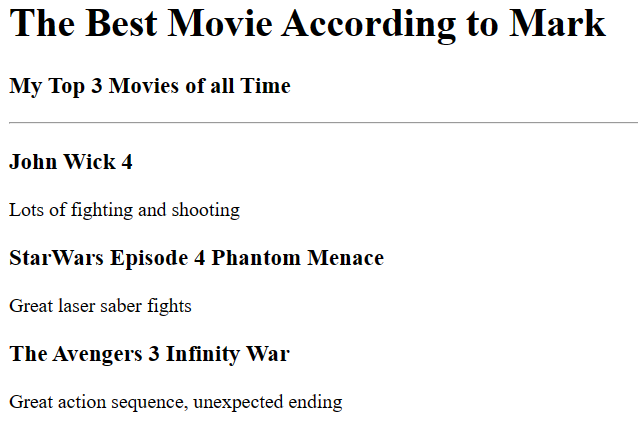 The Best Movie According to Mark
My Top 3 Movies of all Time
John Wick 4
Lots of fighting and shooting
StarWars Episode 4 Phantom Menace
Great laser saber fights
The Avengers 3 Infinity War
Great action sequence, unexpected ending